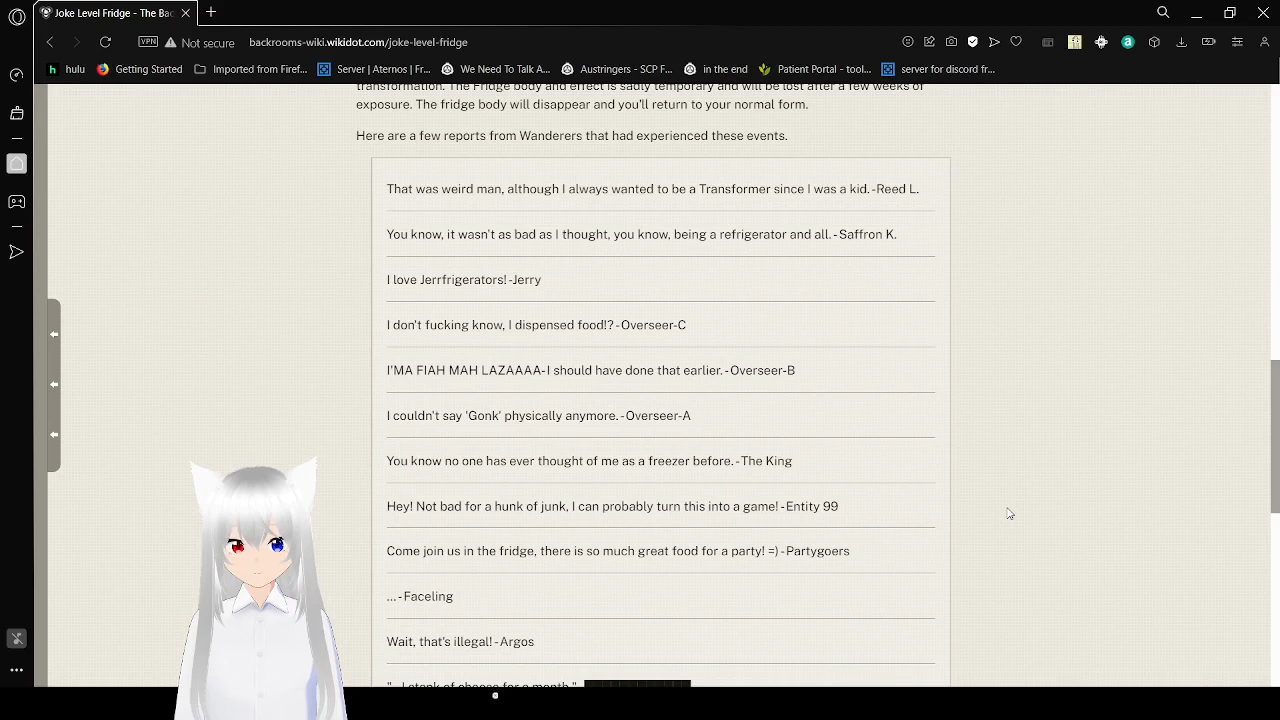 Joke Level Fridge - The Bac
VPN Not secure backrooms-wiki.wikidot.com/joke-level-fridge
hulu Getting Started Imported from Firef... Server | Aternos | Fr... We Need To Talk A... Austringers - SCP F... in the end Patient Portal - tool... server for discord fr...
transformation. The Fridge body and effect is sadly temporary and will be lost after a few weeks of
exposure. The fridge body will disappear and you'll return to your normal form.
Here are a few reports from Wanderers that had experienced these events.
That was weird man, although I always wanted to be a Transformer since I was a kid. -Reed L.
You know, it wasn't as bad as I thought, you know, being a refrigerator and all. - Saffron K.
I love Jerrfrigerators! -Jerry
I don't fucking know, I dispensed food!? - Overseer-C
I'MA FIAH MAH LAZAAAA- I should have done that earlier. - Overseer-B
I couldn't say 'Gonk' physically anymore. - Overseer-A
You know no one has ever thought of me as a freezer before. - The King
Hey! Not bad for a hunk of junk, I can probably turn this into a game! - Entity 99
Come join us in the fridge, there is so much great food for a party! =) - Partygoers
... - Faceling
Wait, that's illegal! - Argos
of cheese for a month."